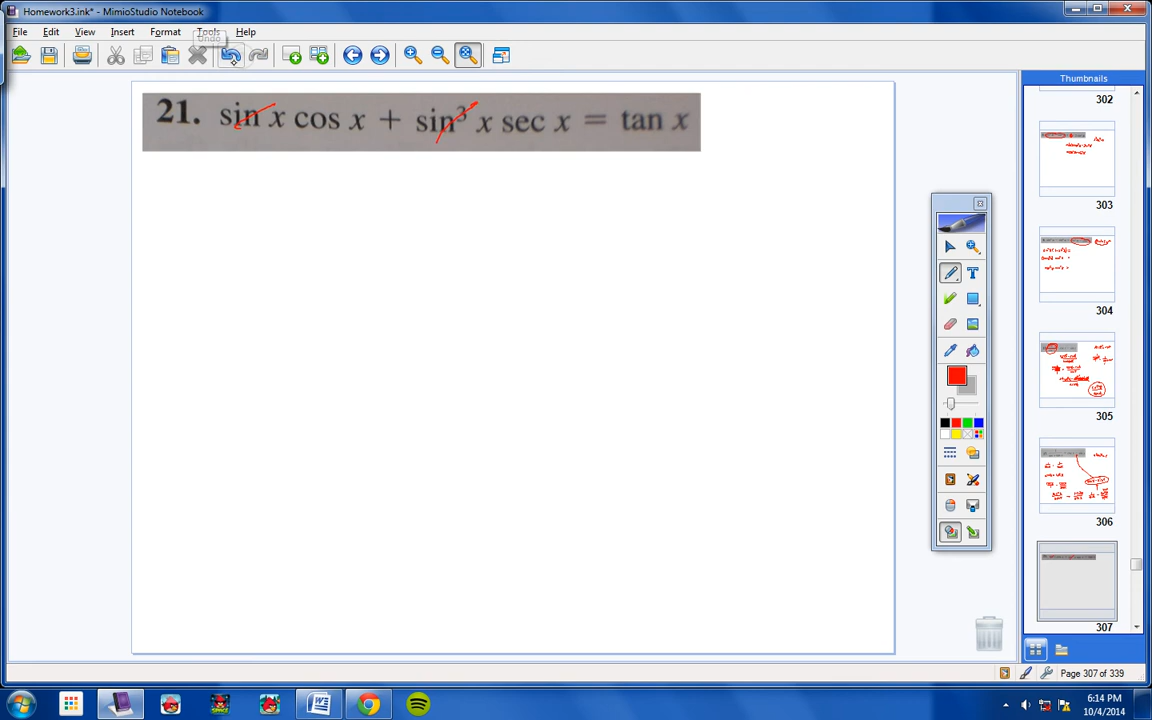 Homework3.ink* - MimioStudio Notebook
File Edit View Insert Format Tools Help
Undo
Thumbnails
302
21. sin x cos x + sin³ x sec x = tan x
303
304
305
306
307
Page 307 of 339
6:14 PM
10/4/2014